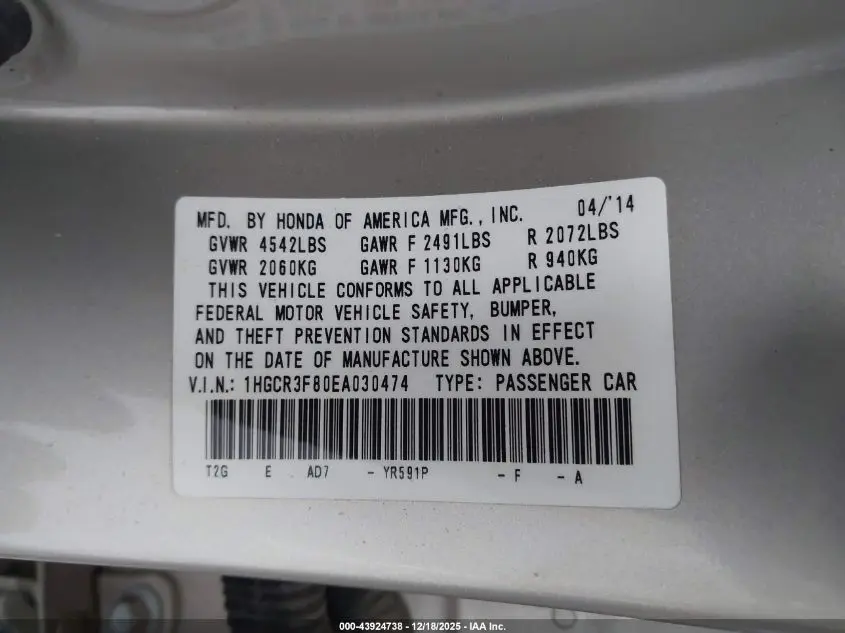 MFD. BY HONDA OF AMERICA MFG., INC. 04/'14
GVWR 4542LBS GAWR F 2491LBS R 2072LBS
GVWR 2060KG GAWR F 1130KG R 940KG
THIS VEHICLE CONFORMS TO ALL APPLICABLE
FEDERAL MOTOR VEHICLE SAFETY, BUMPER,
AND THEFT PREVENTION STANDARDS IN EFFECT
ON THE DATE OF MANUFACTURE SHOWN ABOVE.
V.I.N.: 1HGCR3F80EA030474 TYPE: PASSENGER CAR
T2G E AD7 - YR591P - F - A
000-43924738 - 12/18/2025 - IAA Inc.